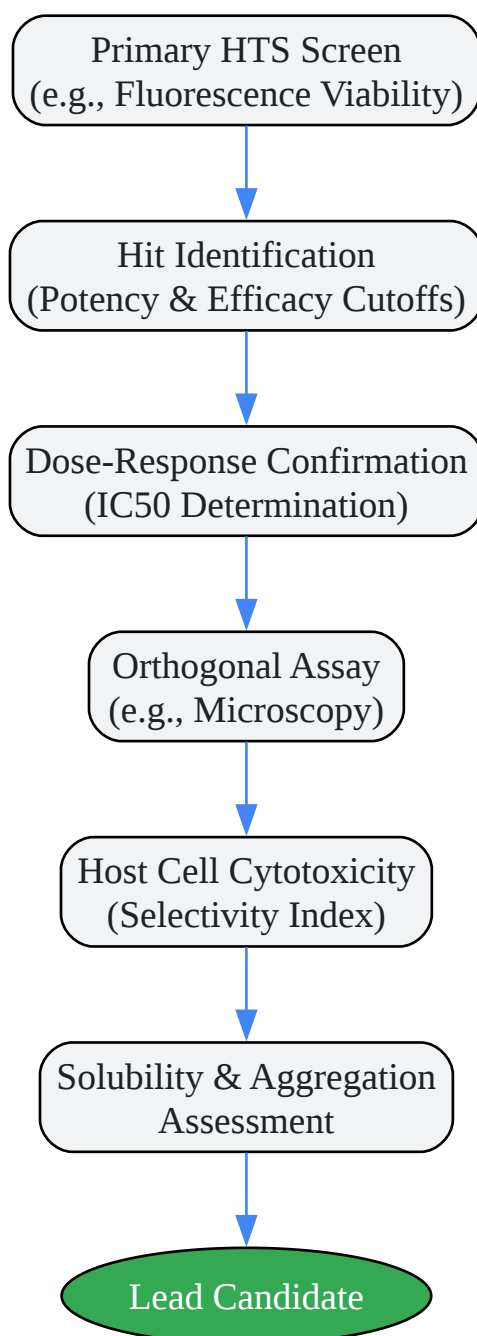 Primary HTS Screen
(e.g., Fluorescence Viability)
Hit Identification
(Potency & Efficacy Cutoffs)
Dose-Response Confirmation
(IC50 Determination)
Orthogonal Assay
(e.g., Microscopy)
Host Cell Cytotoxicity
(Selectivity Index)
Solubility & Aggregation
Assessment
Lead Candidate